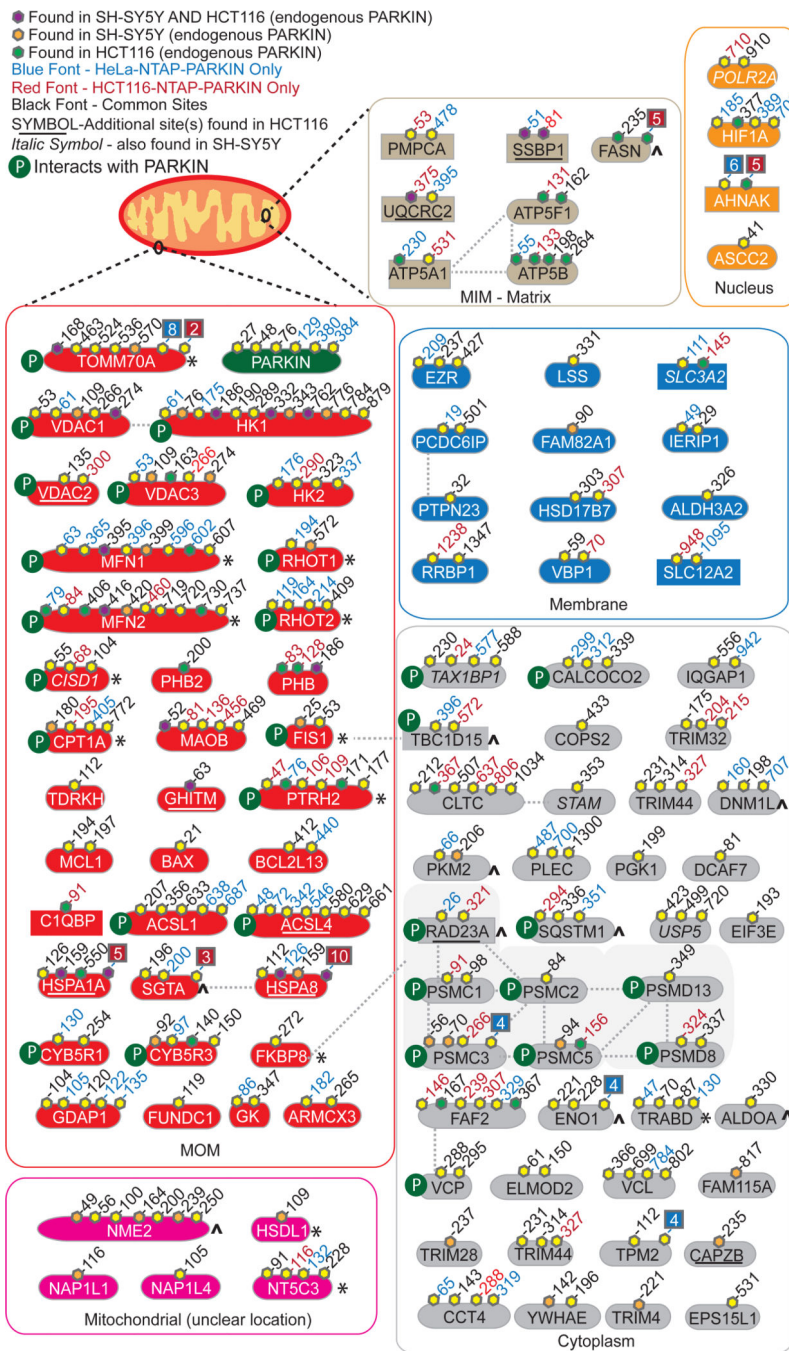 Found in SH-SY5Y AND HCT116 (endogenous PARKIN)
Found in SH-SY5Y (endogenous PARKIN)
Found in HCT116 (endogenous PARKIN)
Blue Font - HeLa-NTAP-PARKIN Only
Red Font - HCT116-NTAP-PARKIN Only
Black Font - Common Sites
SYMBOL-Additional site(s) found in HCT116
Italic Symbol - also found in SH-SY5Y
P Interacts with PARKIN
-53 -478
PMPCA
-51 -81
SSBP1
-235 5
FASN ^
-375 -395
UQCRC2
-131 -162
ATP5F1
-230 -531
ATP5A1
-55 -133 -198 -264
ATP5B
MIM - Matrix
-710 -910
POLR2A
-185 -377 -389
HIF1A
6 5
AHNAK
-41
ASCC2
Nucleus
-168 -463 -524 -536 -570 8 2
P TOMM70A *
-27 -48 -76 -129 -380 -384
PARKIN
-53 -61 -109 -266 -274
P VDAC1
-61 -76 -175 -186 -190 -269 -332 -343 -762 -776 -784 -879
P HK1
-135 -300
P VDAC2
-53 -109 -163 -266 -274
P VDAC3
-176 -290 -323 -337
P HK2
-63 -365 -395 -396 -399 -596 -602 -607
P MFN1 *
-194 -572
P RHOT1 *
-79 -84 -406 -416 -420 -460 -719 -720 -730 -737
P MFN2 *
-119 -164 -214 -409
P RHOT2 *
-55 -68 -104
P CISD1 *
-200
PHB2
-83 -128 -186
PHB
-180 -195 -405 -772
P CPT1A *
-52 -81 -136 -456 -469
MAOB
-25 -53
P FIS1 *
-112
TDRKH
-63
GHITM
-47 -76 -106 -109 -171 -177
P PTRH2 *
-194 -197
MCL1
-21
BAX
-412 -440
BCL2L13
-91
C1QBP
-207 -356 -633 -638 -687
P ACSL1
-48 -72 -342 -546 -580 -629 -661
P ACSL4
-126 -159 -550 5
P HSPA1A
-196 -200 3
SGTA ^
-112 -126 -159 10
P HSPA8
-130 -254
P CYB5R1
-92 -97 -140 -150
P CYB5R3
-272
FKBP8 *
-104 -105 -120 -122 -135
GDAP1
-119
FUNDC1
-86 -347
GK
-182 -265
ARMCX3
MOM
-49 -56 -100 -164 -200 -239 -250
NME2 ^
-109
HSDL1 *
-116
NAP1L1
-105
NAP1L4
-91 -116 -132 -228
NT5C3 *
Mitochondrial (unclear location)
-209 -237 -427
EZR
-331
LSS
-111 -145
SLC3A2
-19 -501
PCDC6IP
-90
FAM82A1
-49 -29
IERIP1
-32
PTPN23
-303 -307
HSD17B7
-326
ALDH3A2
-1238 -1347
RRBP1
-59 -70
VBP1
-948 -1095
SLC12A2
Membrane
-230 -24 -577 -588
P TAX1BP1
-299 -312 -339
P CALCOCO2
-556 -942
IQGAP1
-396 -572
P TBC1D15 ^
-433
COPS2
-175 -204 -215
TRIM32
-212 -367 -507 -637 -806 -1034
CLTC
-353
STAM
-231 -314 -327
TRIM44
-160 -198 -707
DNM1L ^
-66 -206
PKM2 ^
-487 -700 -1300
PLEC
-199
PGK1
-81
DCAF7
-26 -321
P RAD23A ^
-294 -336 -351
P SQSTM1 ^
-423 -499 -720
USP5
-193
EIF3E
-91 -98
P PSMC1
-84
P PSMC2
-349
P PSMD13
-56 -70 -266 4
P PSMC3
-94 -156
P PSMC5
-324 -337
P PSMD8
-146 -167 -239 -307 -329 -367
FAF2
-221 -228 4
ENO1 ^
-47 -70 -87 -130
TRABD *
-330
ALDOA ^
-288 -295
P VCP
-61 -150
ELMOD2
-366 -699 -784 -802
VCL
-817
FAM115A
-237
TRIM28
-231 -314 -327
TRIM44
-112 4
TPM2
-235
CAPZB
-65 -143 -288 -319
CCT4
-142 -196
YWHAE
-221
TRIM4
-531
EPS15L1
Cytoplasm